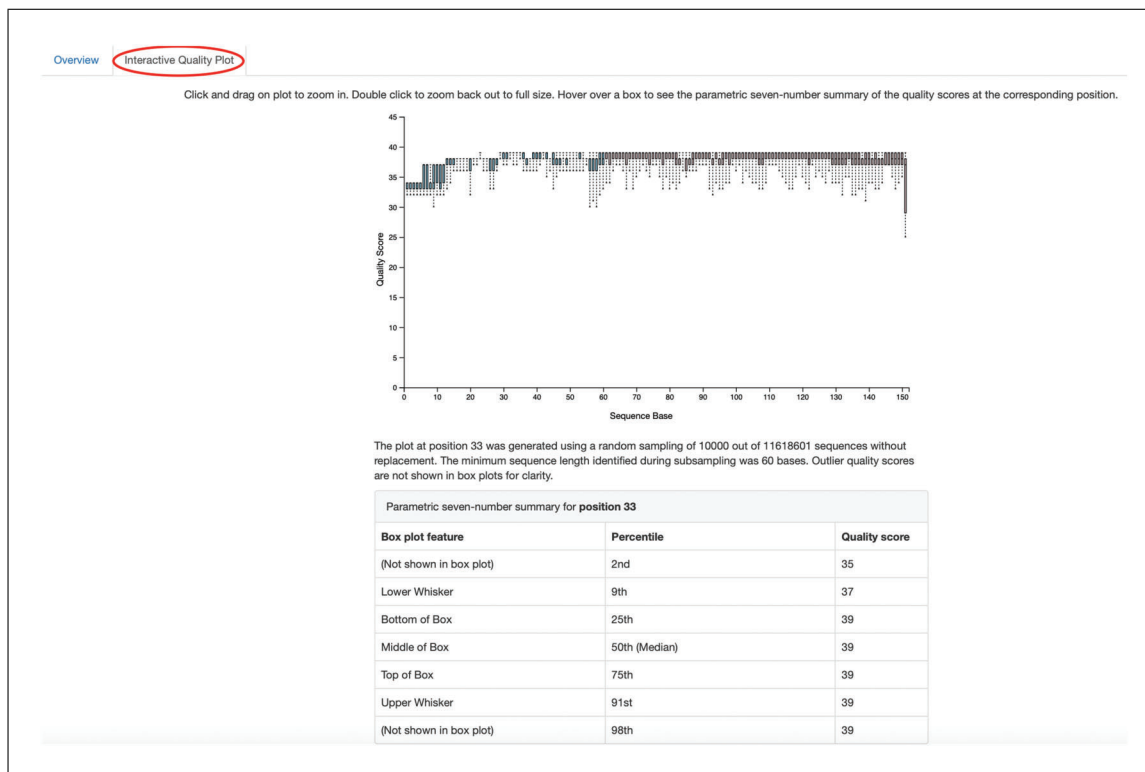 Overview Interactive Quality Plot
Click and drag on plot to zoom in. Double click to zoom back out to full size. Hover over a box to see the parametric seven-number summary of the quality scores at the corresponding position.
45
40
35
30
25
20
15
10
5
0
Quality Score
0 10 20 30 40 50 60 70 80 90 100 110 120 130 140 150
Sequence Base
The plot at position 33 was generated using a random sampling of 10000 out of 11618601 sequences without
replacement. The minimum sequence length identified during subsampling was 60 bases. Outlier quality scores
are not shown in box plots for clarity.
Parametric seven-number summary for position 33
Box plot feature Percentile Quality score
(Not shown in box plot) 2nd 35
Lower Whisker 9th 37
Bottom of Box 25th 39
Middle of Box 50th (Median) 39
Top of Box 75th 39
Upper Whisker 91st 39
(Not shown in box plot) 98th 39